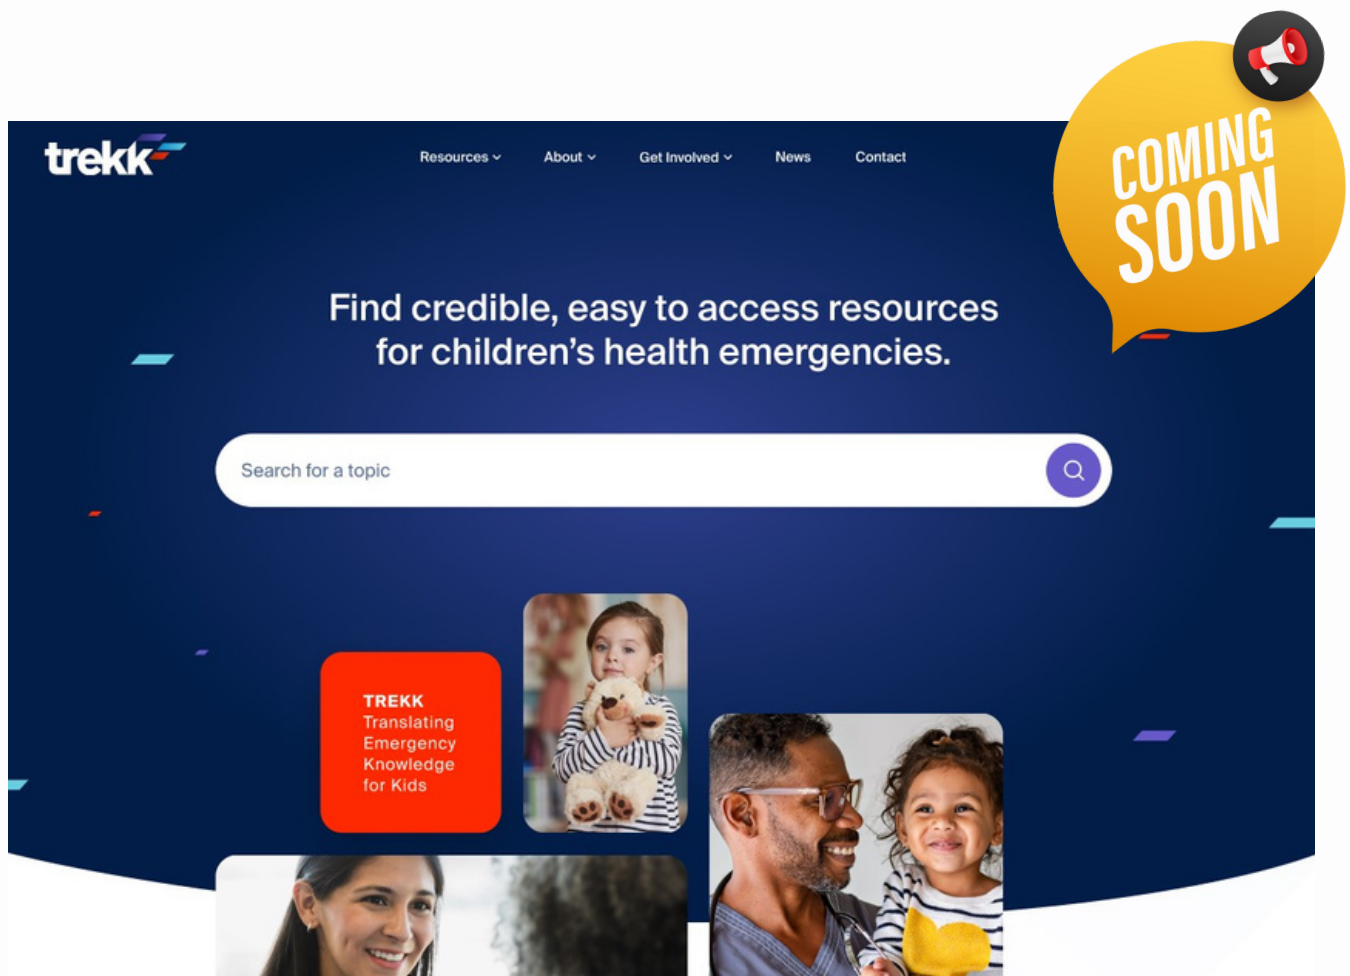 COMING
SOON
trekk
Resources
About
Get Involved
News
Contact
Find credible, easy to access resources
for children's health emergencies.
Search for a topic
TREKK
Translating
Emergency
Knowledge
for Kids